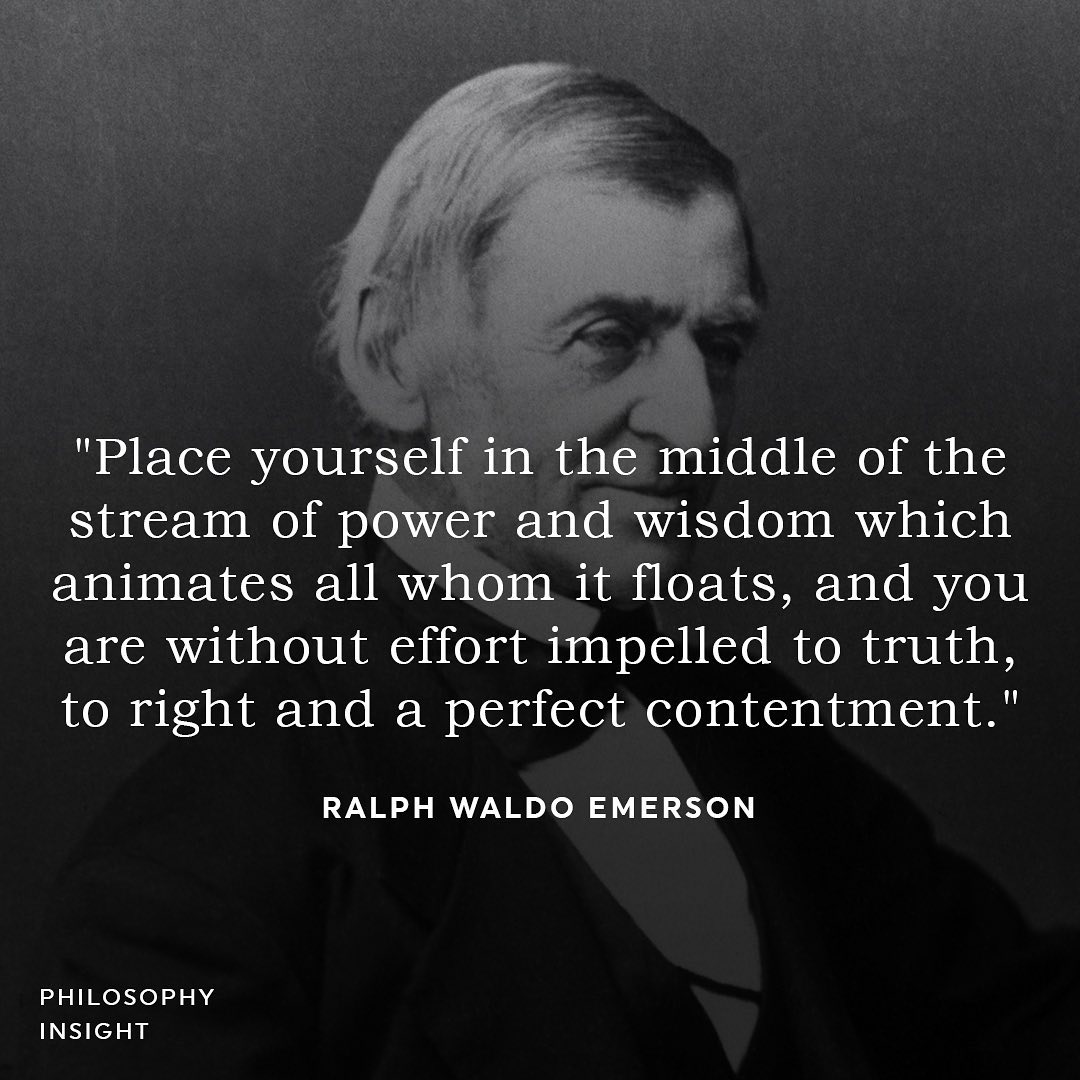 "Place yourself in the middle of the
stream of power and wisdom which
animates all whom it floats, and you
are without effort impelled to truth,
to right and a perfect contentment."
RALPH WALDO EMERSON
PHILOSOPHY
INSIGHT